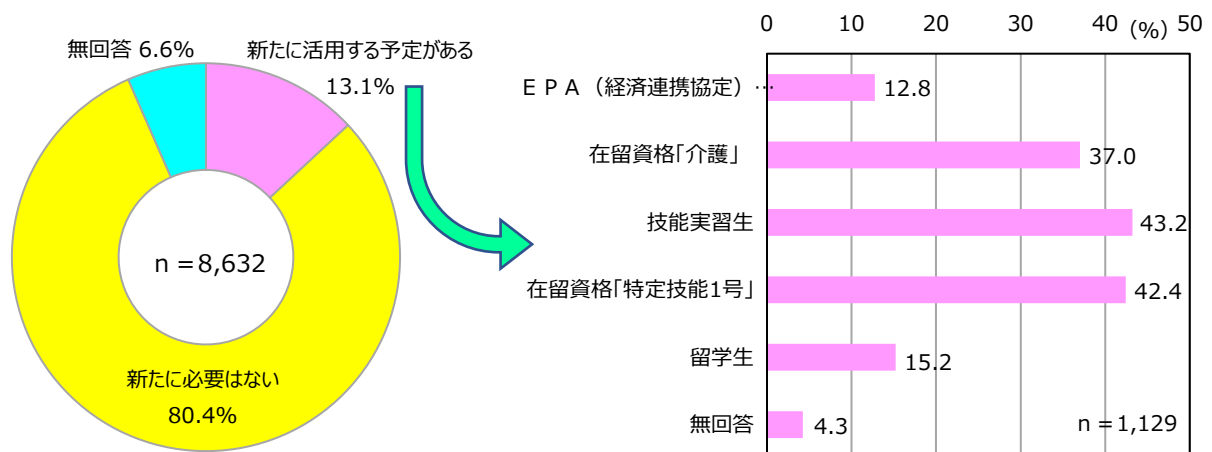 無回答 6.6%
新たに活用する予定がある
13.1%
n＝8,632
新たに必要はない
80.4%
0 10 20 30 40 (%) 50
ＥＰＡ（経済連携協定）… 12.8
在留資格｢介護」 37.0
技能実習生 43.2
在留資格｢特定技能1号」 42.4
留学生 15.2
無回答 4.3
n＝1,129